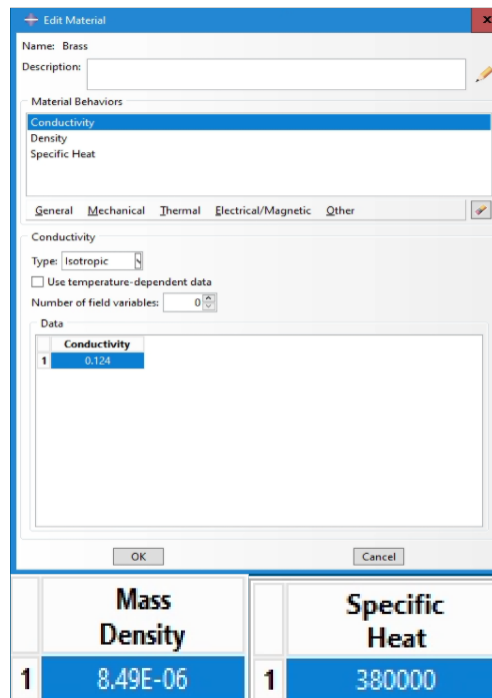 Edit Material
x
Name: Brass
Description:
Material Behaviors
Conductivity
Density
Specific Heat
General Mechanical Thermal Electrical/Magnetic Other
Conductivity
Type: Isotropic
Use temperature-dependent data
Number of field variables: 0
Data
Conductivity
1 0.124
OK Cancel
Mass Density
1 8.49E-06
Specific Heat
1 380000